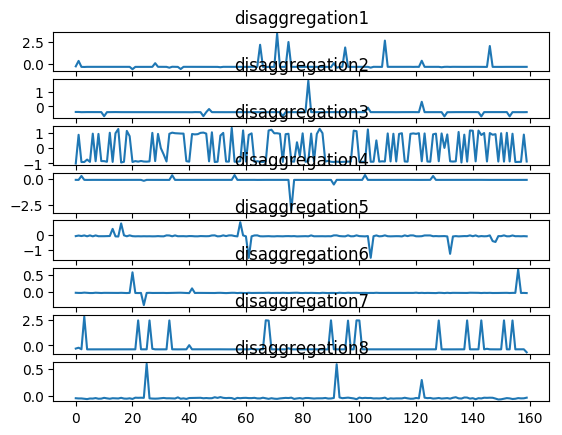 disaggregation1
2.5
0.0
disaggregation2
1
0
disaggregation3
1
0
-1
disaggregation4
0.0
−2.5
disaggregation5
0
−1
disaggregation6
0.5
0.0
disaggregation7
2.5
0.0
disaggregation8
0.5
0.0
0 20 40 60 80 100 120 140 160